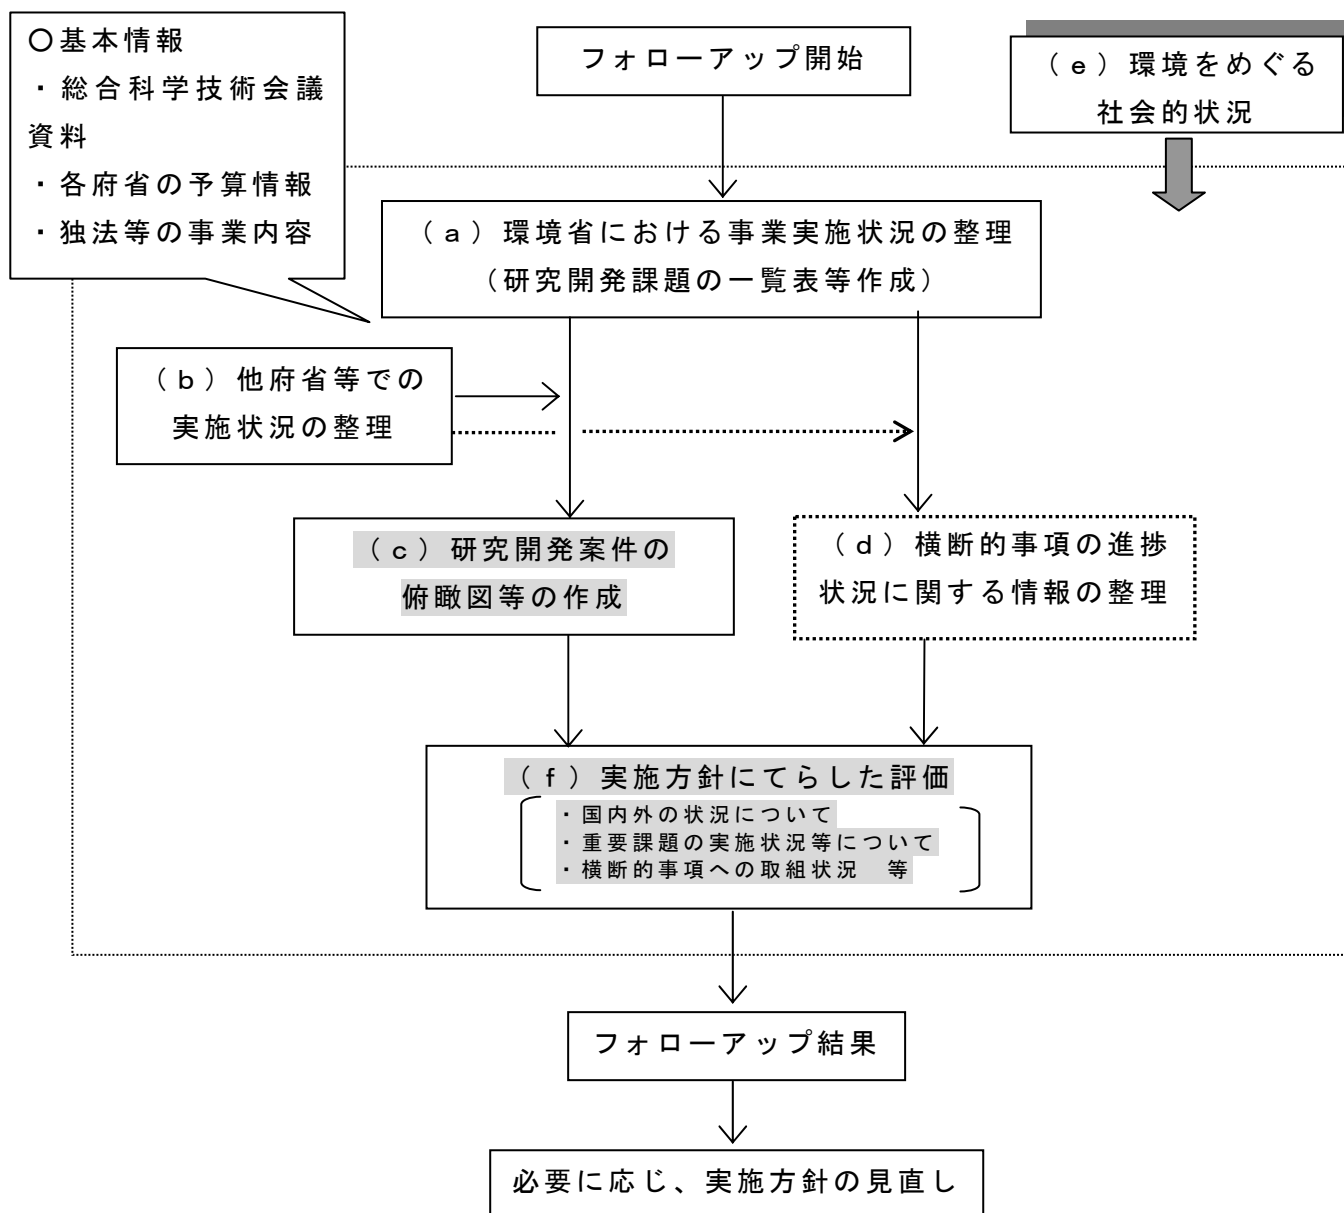 〇基本情報
・総合科学技術会議
資料
・各府省の予算情報
・独法等の事業内容
フォローアップ開始
（ｅ）環境をめぐる
社会的状況
（ａ）環境省における事業実施状況の整理
（研究開発課題の一覧表等作成）
（ｂ）他府省等での
実施状況の整理
（ｃ）研究開発案件の
俯瞰図等の作成
（ｄ）横断的事項の進捗
状況に関する情報の整理
（ｆ）実施方針にてらした評価
・国内外の状況について
・重要課題の実施状況等について
・横断的事項への取組状況　等
フォローアップ結果
必要に応じ、実施方針の見直し